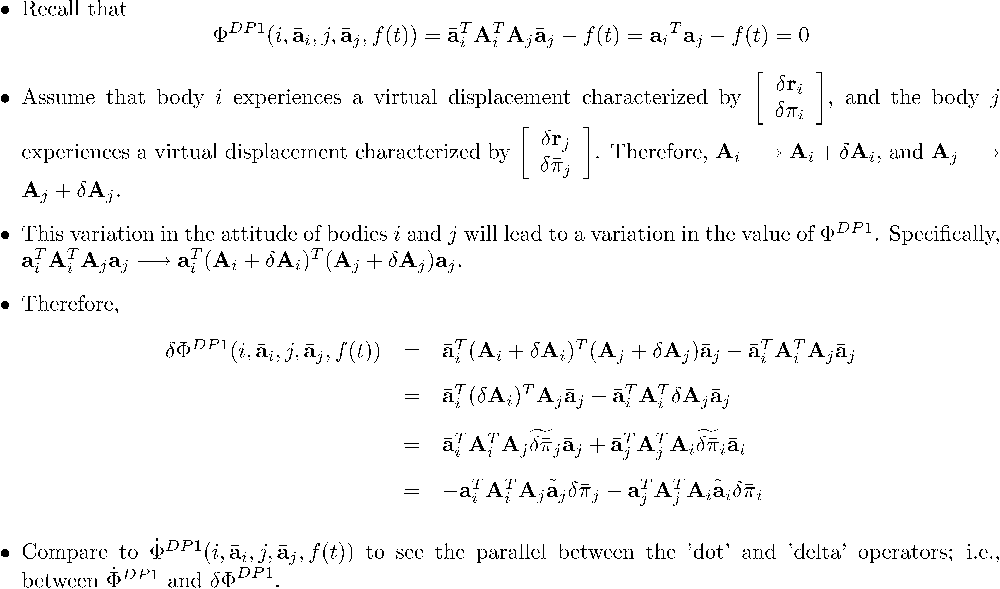 • Recall that
$\Phi^{DP1}(i, \bar{\mathbf{a}}_i, j, \bar{\mathbf{a}}_j, f(t)) = \bar{\mathbf{a}}_i^T \mathbf{A}_i^T \mathbf{A}_j \bar{\mathbf{a}}_j - f(t) = {\mathbf{a}_i}^T \mathbf{a}_j - f(t) = 0$
• Assume that body $i$ experiences a virtual displacement characterized by $\left[\begin{array}{c} \delta\mathbf{r}_i \\ \delta\bar{\pi}_i \end{array}\right]$, and the body $j$
experiences a virtual displacement characterized by $\left[\begin{array}{c} \delta\mathbf{r}_j \\ \delta\bar{\pi}_j \end{array}\right]$. Therefore, $\mathbf{A}_i \longrightarrow \mathbf{A}_i + \delta\mathbf{A}_i$, and $\mathbf{A}_j \longrightarrow$
$\mathbf{A}_j + \delta\mathbf{A}_j$.
• This variation in the attitude of bodies $i$ and $j$ will lead to a variation in the value of $\Phi^{DP1}$. Specifically,
$\bar{\mathbf{a}}_i^T \mathbf{A}_i^T \mathbf{A}_j \bar{\mathbf{a}}_j \longrightarrow \bar{\mathbf{a}}_i^T (\mathbf{A}_i + \delta\mathbf{A}_i)^T (\mathbf{A}_j + \delta\mathbf{A}_j) \bar{\mathbf{a}}_j$.
• Therefore,
$\delta\Phi^{DP1}(i, \bar{\mathbf{a}}_i, j, \bar{\mathbf{a}}_j, f(t)) = \bar{\mathbf{a}}_i^T (\mathbf{A}_i + \delta\mathbf{A}_i)^T (\mathbf{A}_j + \delta\mathbf{A}_j) \bar{\mathbf{a}}_j - \bar{\mathbf{a}}_i^T \mathbf{A}_i^T \mathbf{A}_j \bar{\mathbf{a}}_j$
$= \bar{\mathbf{a}}_i^T (\delta\mathbf{A}_i)^T \mathbf{A}_j \bar{\mathbf{a}}_j + \bar{\mathbf{a}}_i^T \mathbf{A}_i^T \delta\mathbf{A}_j \bar{\mathbf{a}}_j$
$= \bar{\mathbf{a}}_i^T \mathbf{A}_i^T \mathbf{A}_j \widetilde{\delta\bar{\pi}}_j \bar{\mathbf{a}}_j + \bar{\mathbf{a}}_j^T \mathbf{A}_j^T \mathbf{A}_i \widetilde{\delta\bar{\pi}}_i \bar{\mathbf{a}}_i$
$= -\bar{\mathbf{a}}_i^T \mathbf{A}_i^T \mathbf{A}_j \tilde{\bar{\mathbf{a}}}_j \delta\bar{\pi}_j - \bar{\mathbf{a}}_j^T \mathbf{A}_j^T \mathbf{A}_i \tilde{\bar{\mathbf{a}}}_i \delta\bar{\pi}_i$
• Compare to $\dot{\Phi}^{DP1}(i, \bar{\mathbf{a}}_i, j, \bar{\mathbf{a}}_j, f(t))$ to see the parallel between the 'dot' and 'delta' operators; i.e.,
between $\dot{\Phi}^{DP1}$ and $\delta\Phi^{DP1}$.